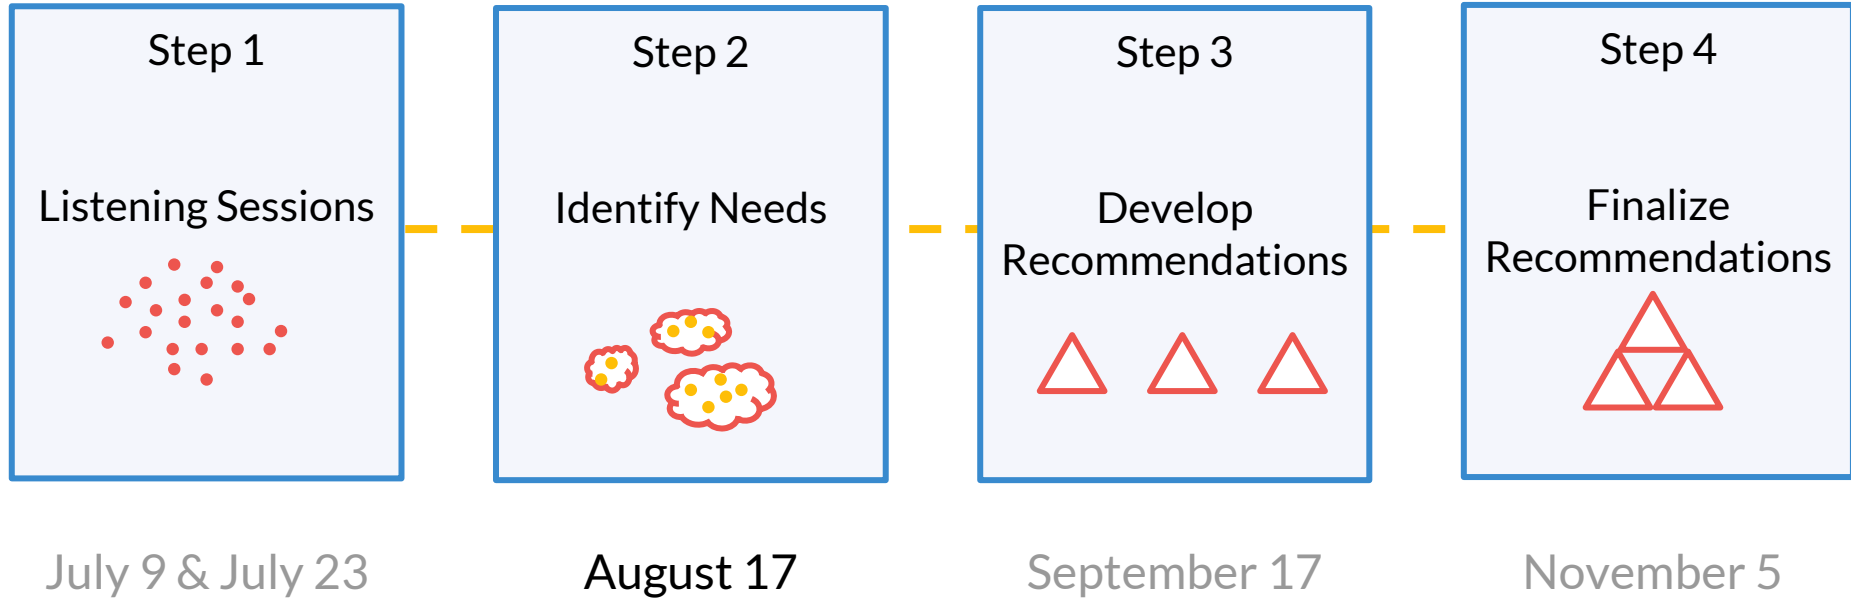 Step 1
Listening Sessions
July 9 & July 23
Step 2
Identify Needs
August 17
Step 3
Develop
Recommendations
September 17
Step 4
Finalize
Recommendations
November 5